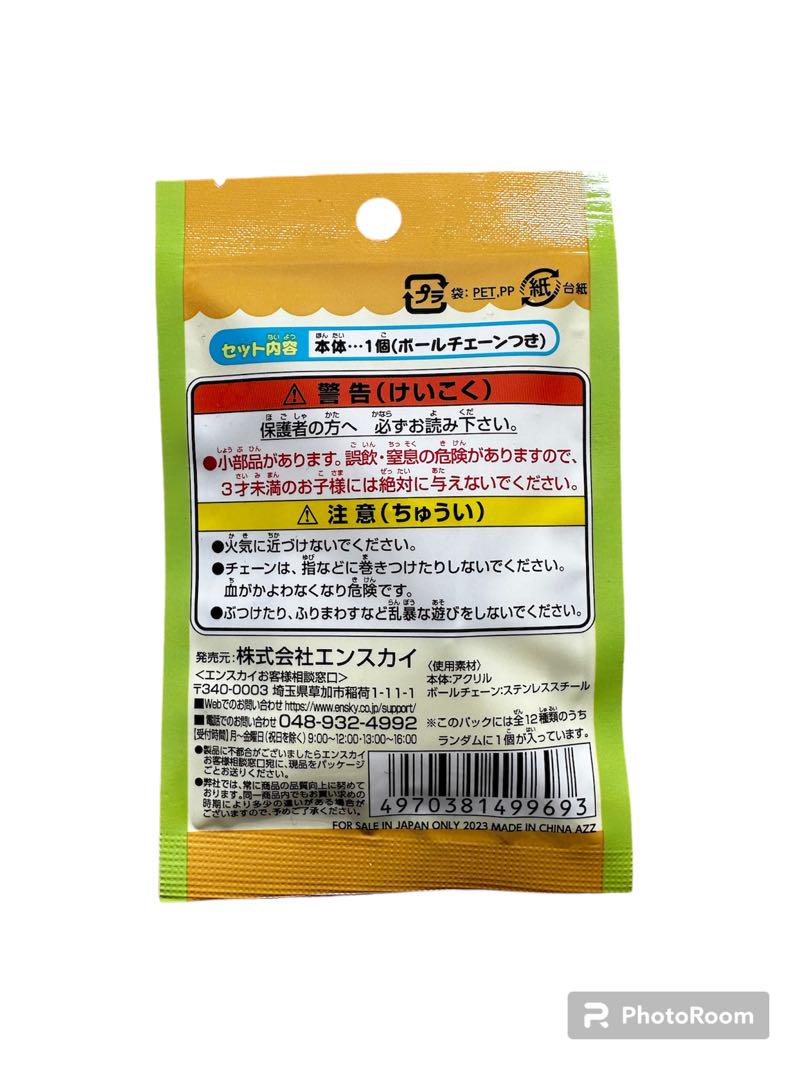 プラ 袋: PET,PP 紙 台紙
セット内容 本体…1個(ボールチェーンつき)
⚠ 警告(けいこく)
保護者の方へ 必ずお読み下さい。
●小部品があります。誤飲・窒息の危険がありますので、
3才未満のお子様には絶対に与えないでください。
⚠ 注意(ちゅうい)
●火気に近づけないでください。
●チェーンは、指などに巻きつけたりしないでください。
血がかよわなくなり危険です。
●ぶつけたり、ふりまわすなど乱暴な遊びをしないでください。
発売元:株式会社エンスカイ
<エンスカイお客様相談窓口>
〒340-0003 埼玉県草加市稲荷1-11-1
■Webでのお問い合わせ https://www.ensky.co.jp/support/
■電話でのお問い合わせ 048-932-4992
【受付時間】月~金曜日(祝日を除く) 9:00~12:00・13:00~16:00
●製品に不都合がございましたらエンスカイ
お客様相談窓口宛に、現品をパッケージ
ごとお送りください。
●弊社では、常に商品の品質向上に努めて
おります。同一商品内でもお買い求めの
時期により多少の違いがある場合が
ございますので、予めご了承ください。
〈使用素材〉
本体:アクリル
ボールチェーン:ステンレススチール
※このパックには全12種類のうち
ランダムに1個が入っています。
4970381499693
FOR SALE IN JAPAN ONLY 2023 MADE IN CHINA AZZ
PhotoRoom